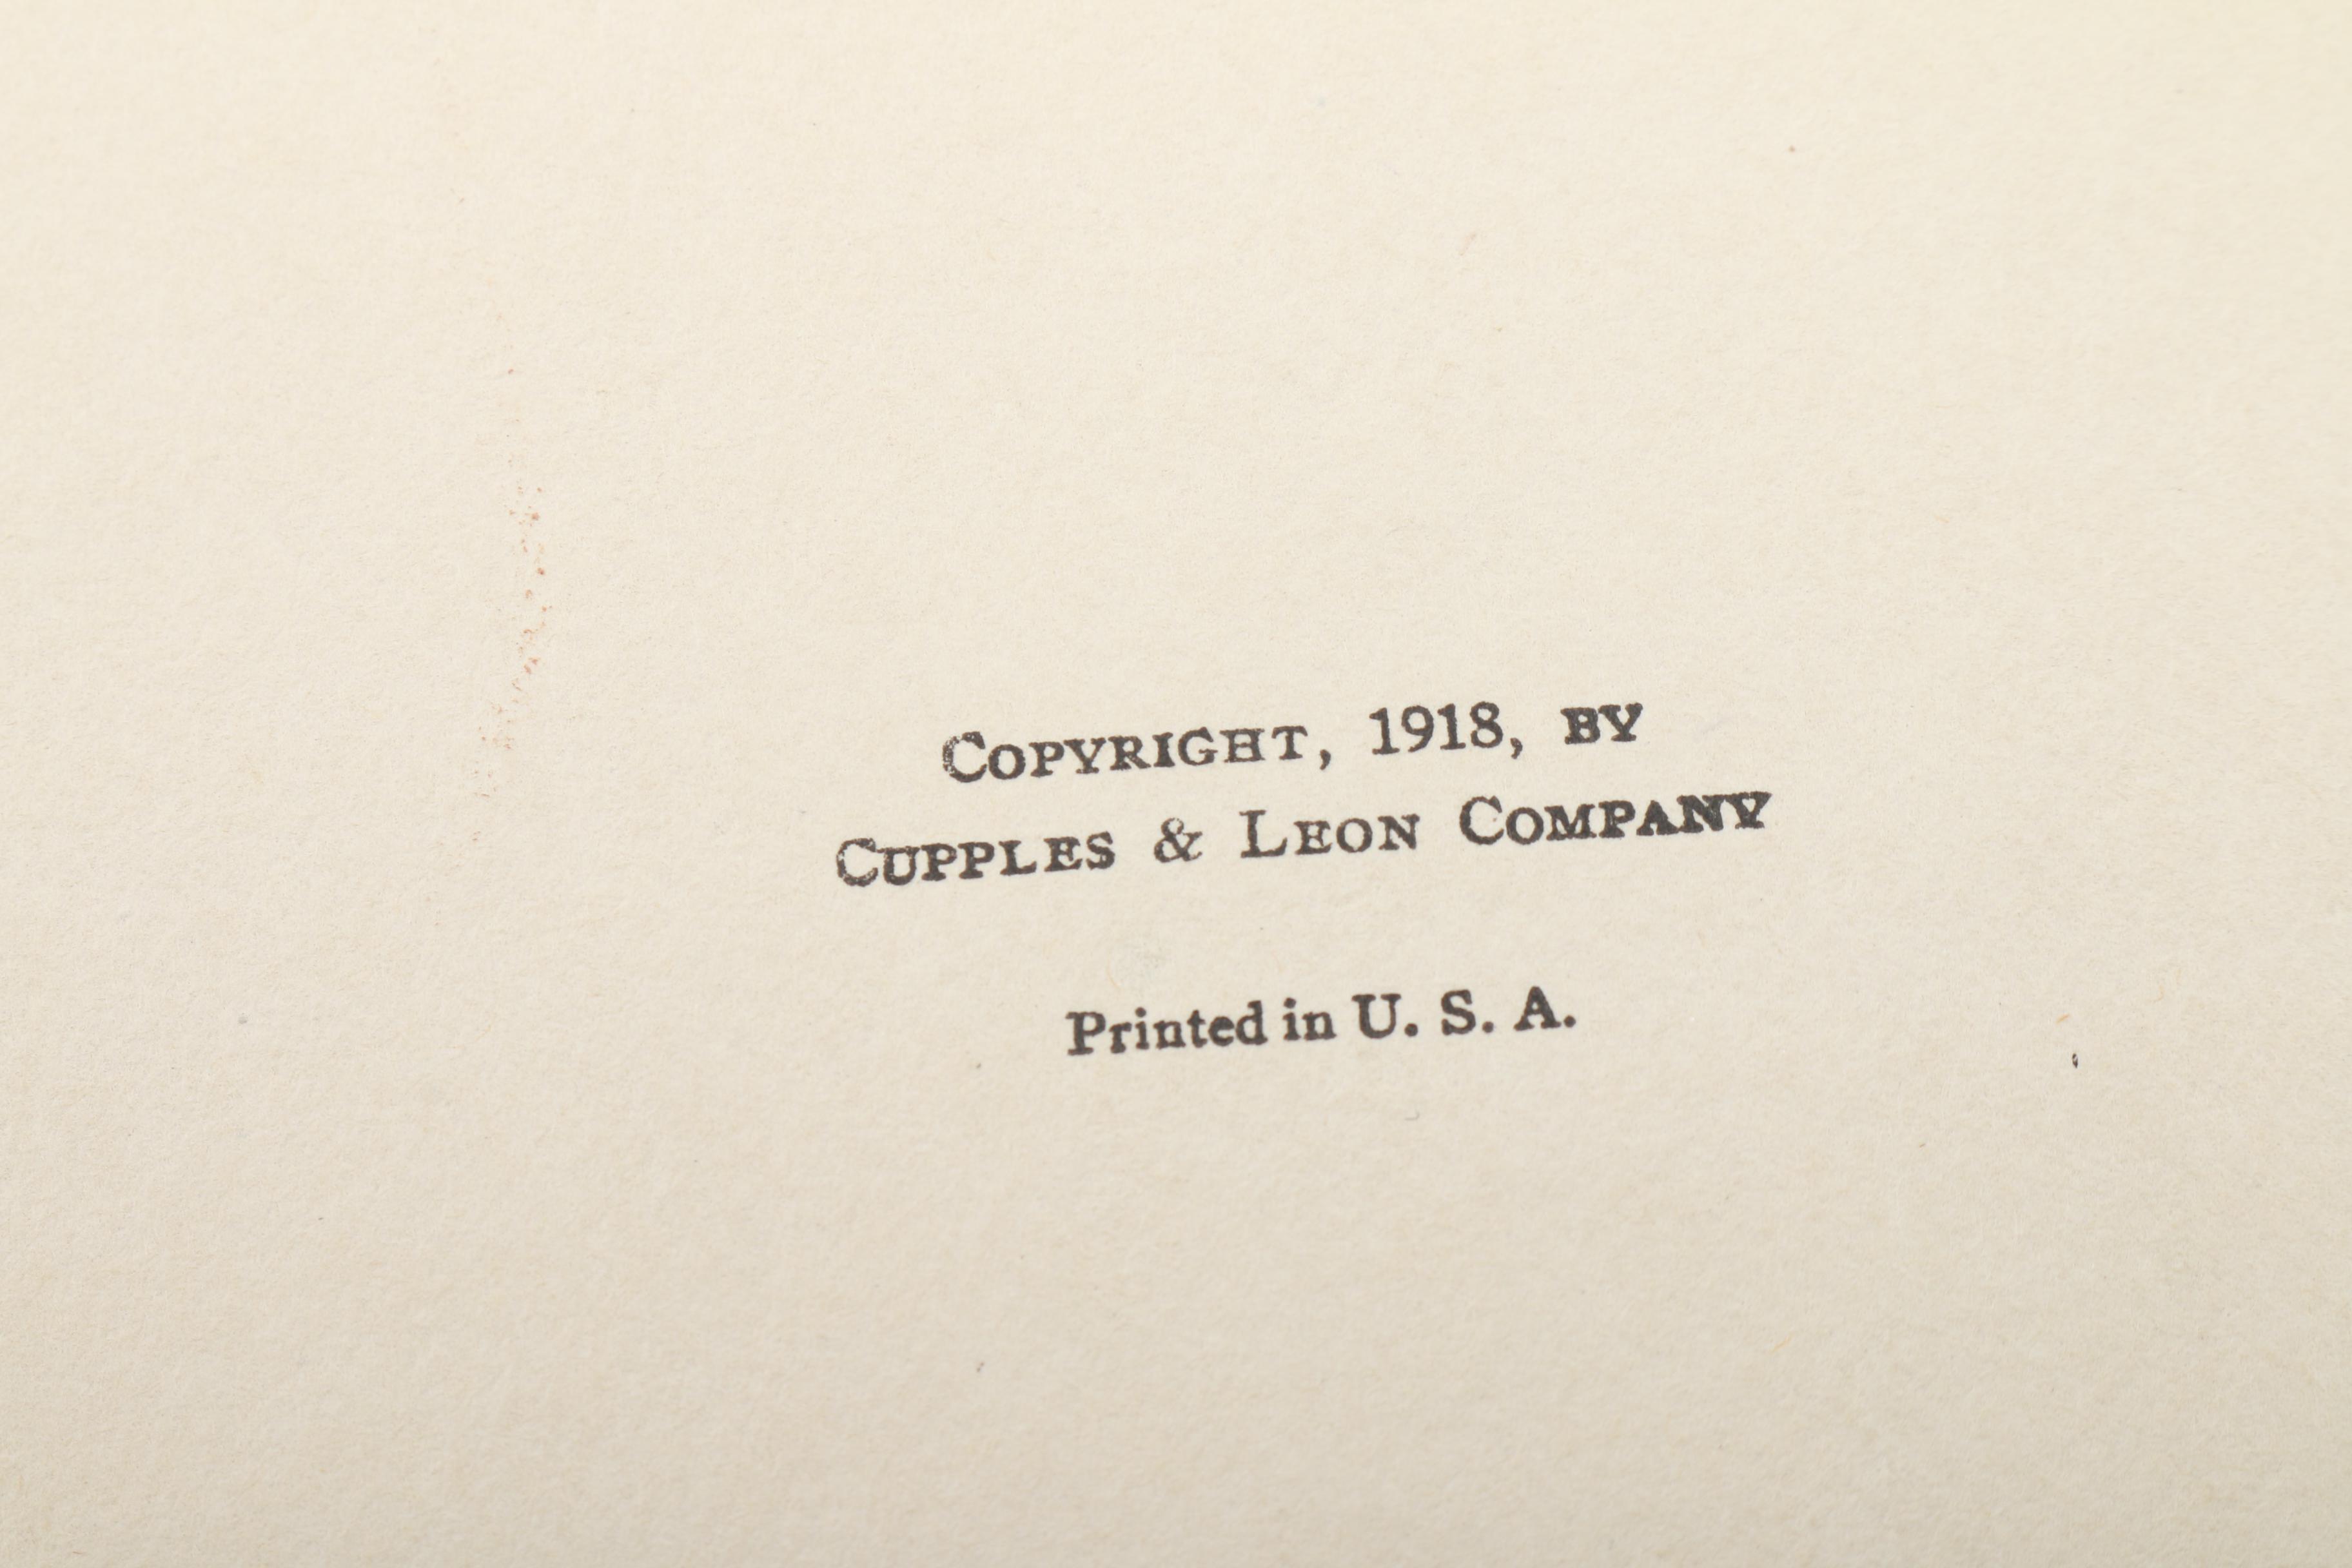 COPYRIGHT, 1918, BY
CUPPLES & LEON COMPANY
Printed in U. S. A.